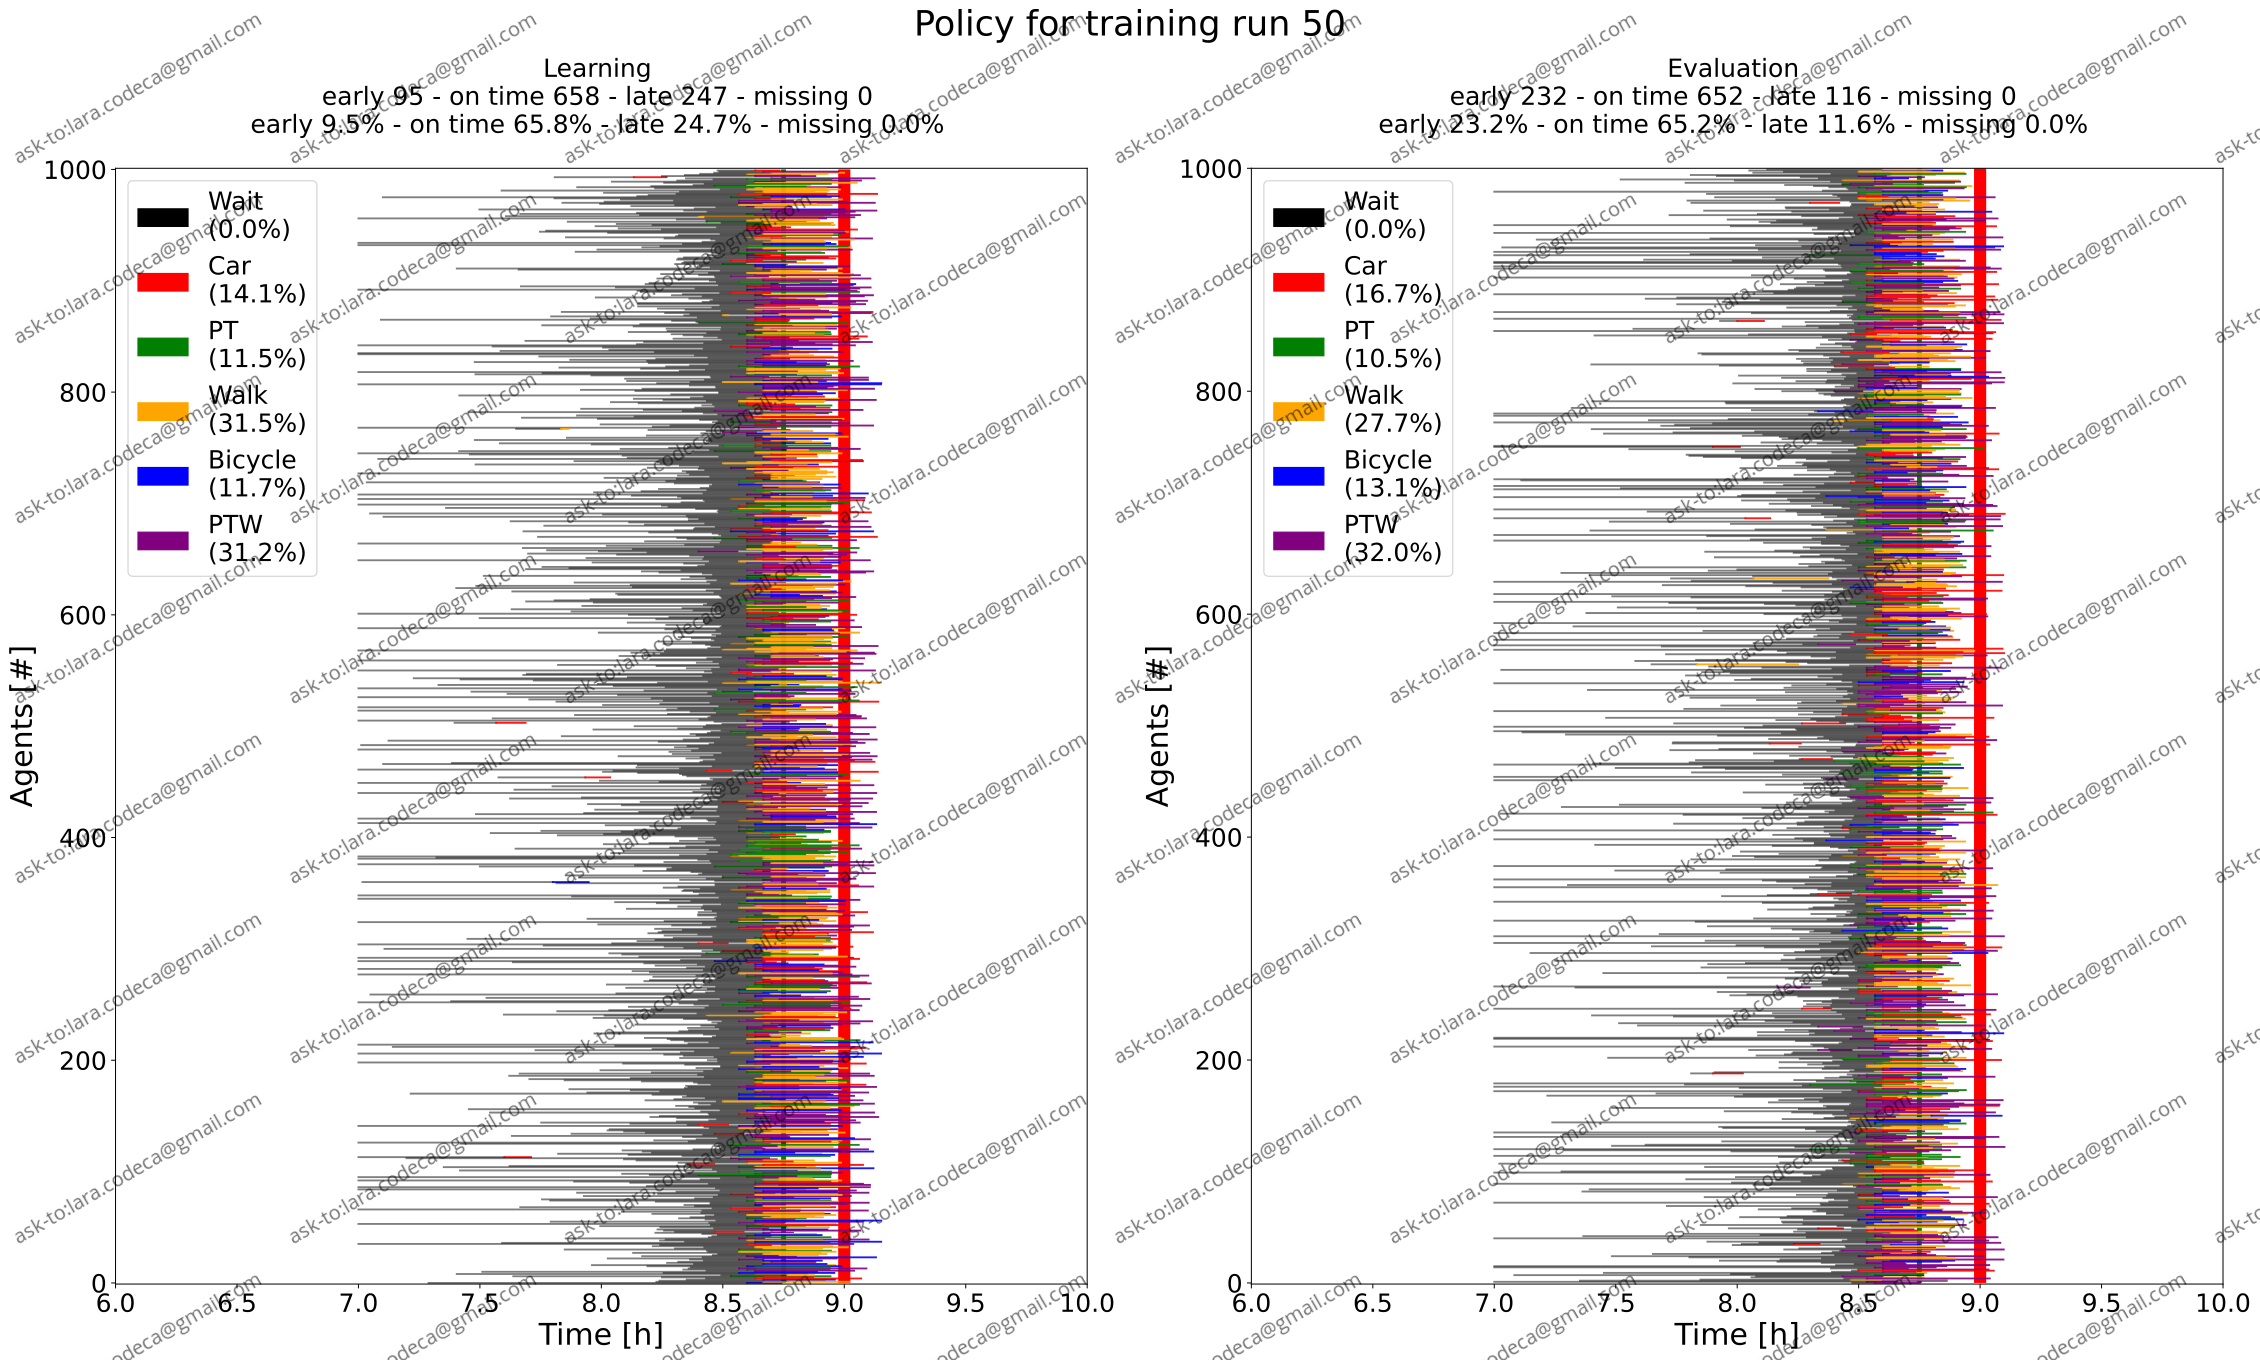 Policy for training run 50
Learning
early 95 - on time 658 - late 247 - missing 0
early 9.5% - on time 65.8% - late 24.7% - missing 0.0%
Wait
(0.0%)
Car
(14.1%)
PT
(11.5%)
Walk
(31.5%)
Bicycle
(11.7%)
PTW
(31.2%)
1000
800
600
400
200
0
Agents [#]
6.0 6.5 7.0 7.5 8.0 8.5 9.0 9.5 10.0
Time [h]
Evaluation
early 232 - on time 652 - late 116 - missing 0
early 23.2% - on time 65.2% - late 11.6% - missing 0.0%
Wait
(0.0%)
Car
(16.7%)
PT
(10.5%)
Walk
(27.7%)
Bicycle
(13.1%)
PTW
(32.0%)
1000
800
600
400
200
0
Agents [#]
6.0 6.5 7.0 7.5 8.0 8.5 9.0 9.5 10.0
Time [h]
ask-to:lara.codeca@gmail.com